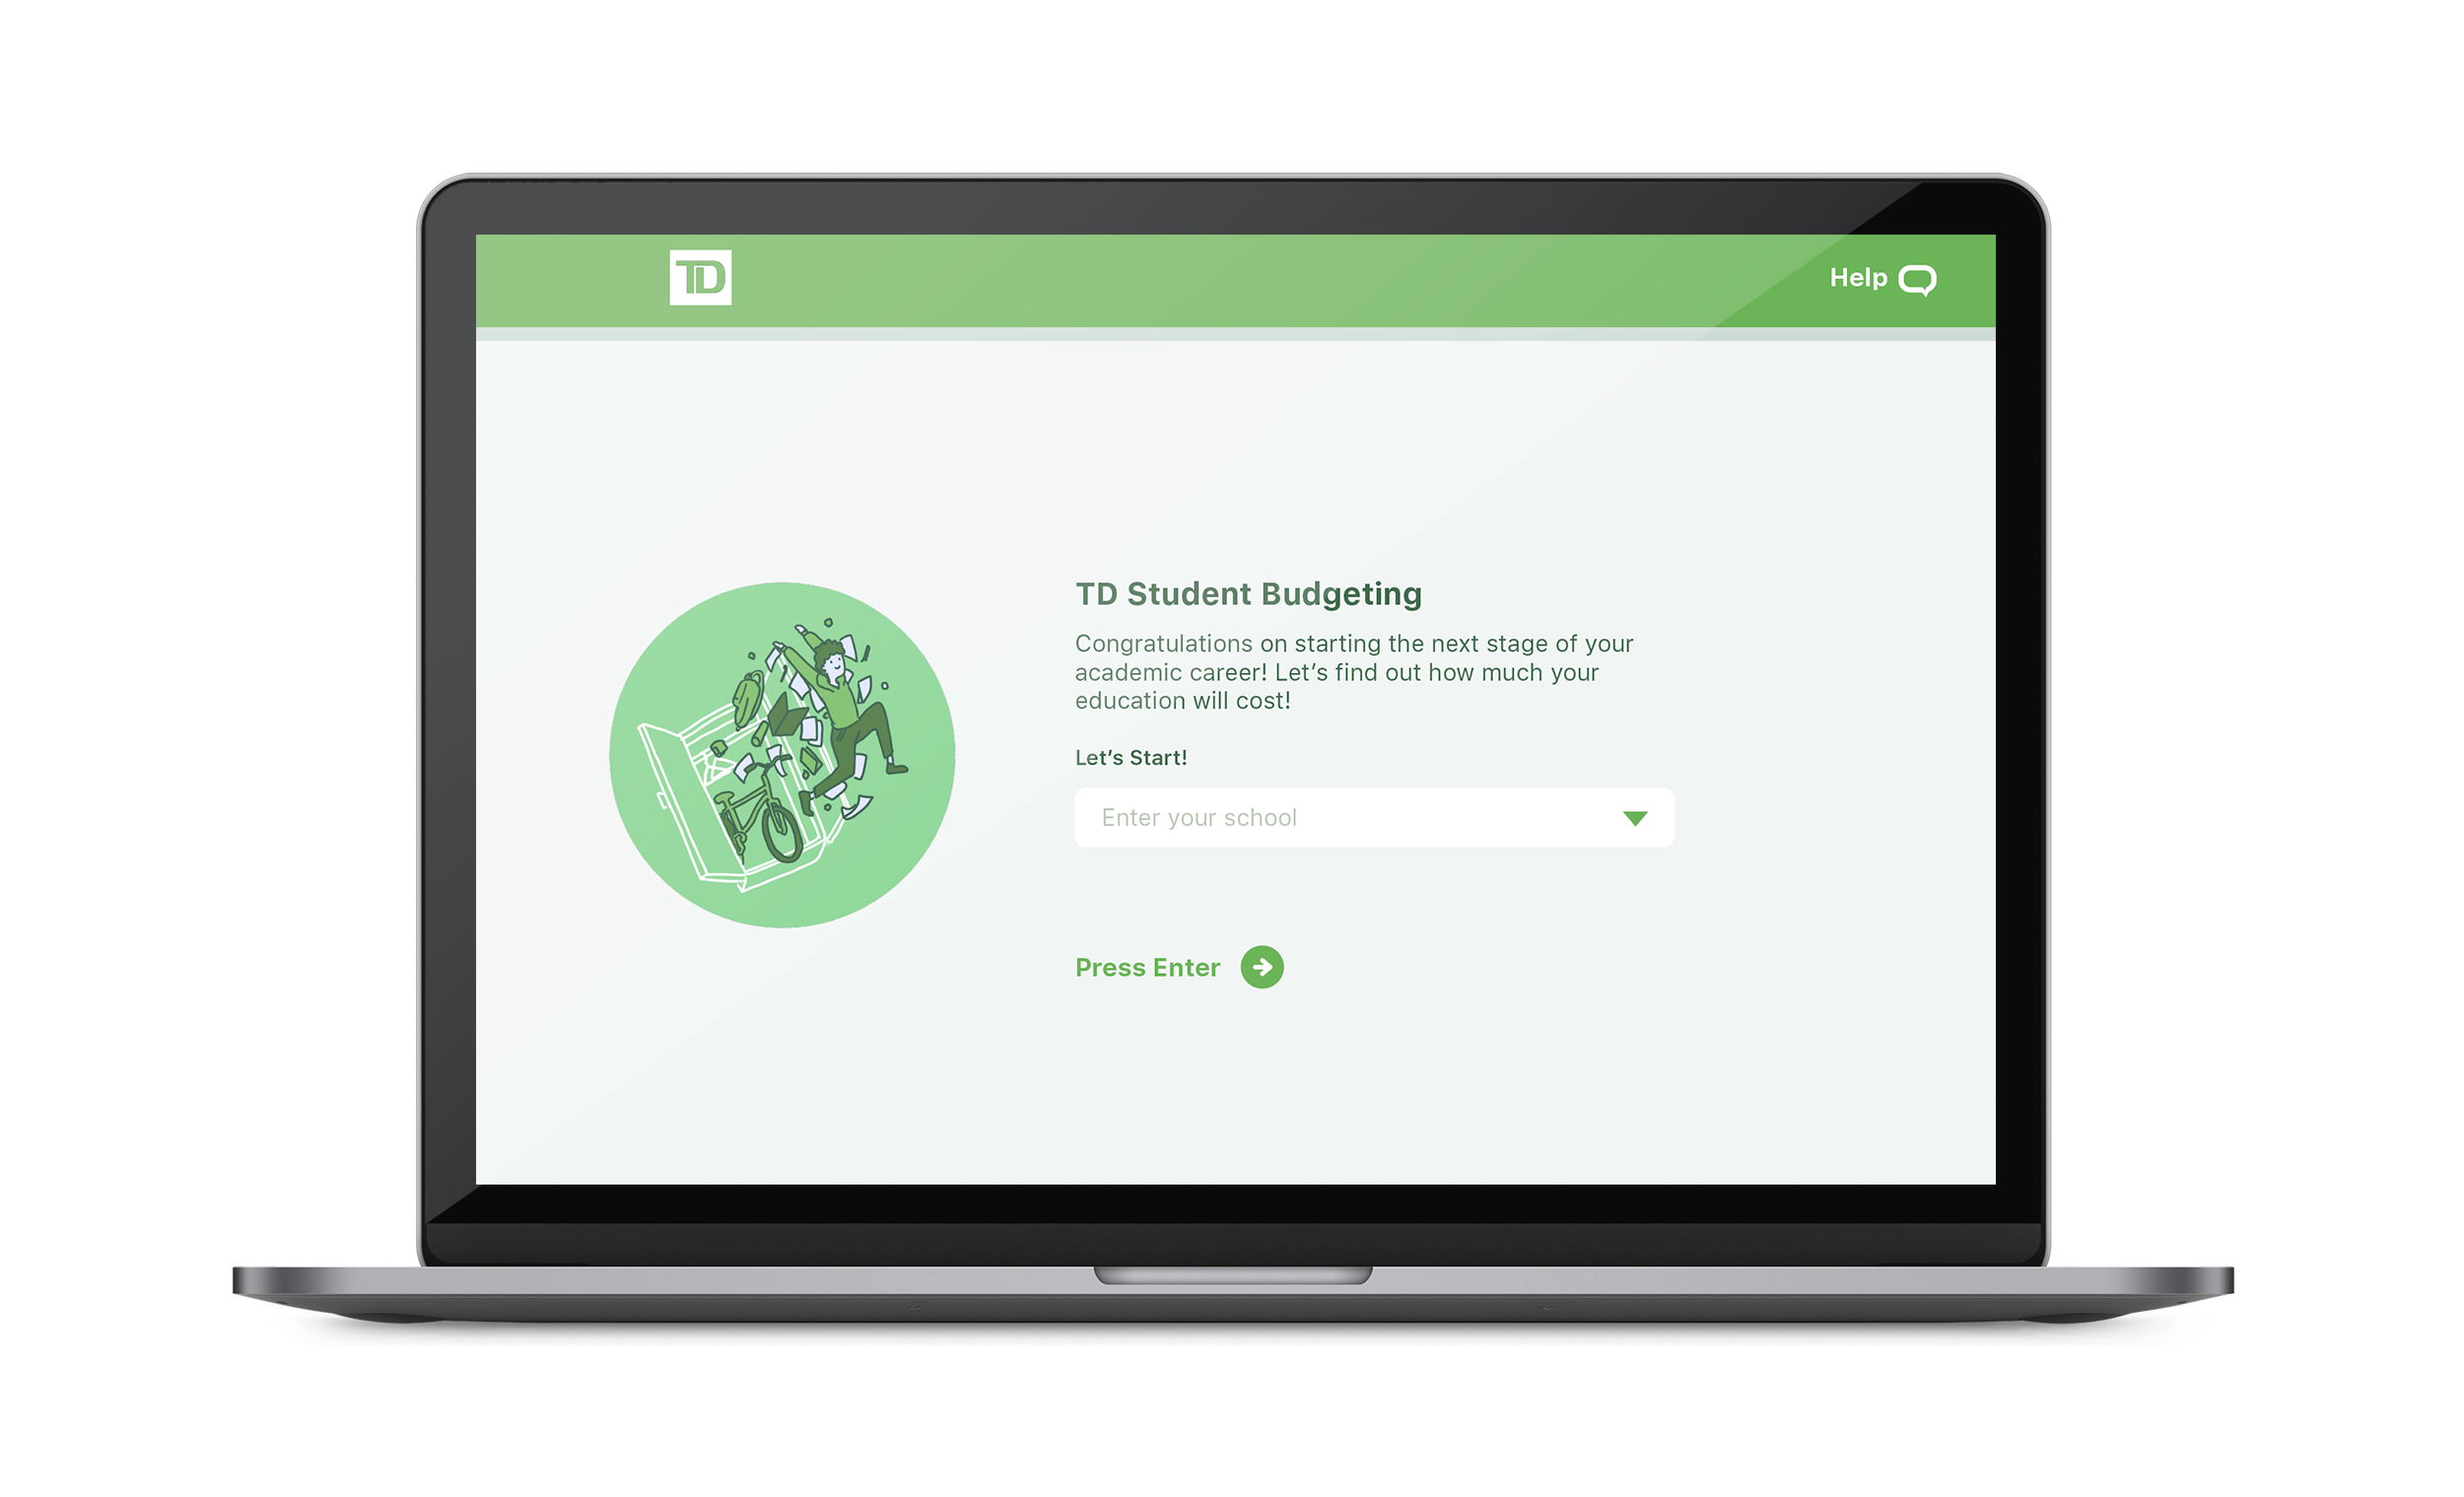 TD
Help
TD Student Budgeting
Congratulations on starting the next stage of your
academic career! Let's find out how much your
education will cost!
Let's Start!
Enter your school
Press Enter